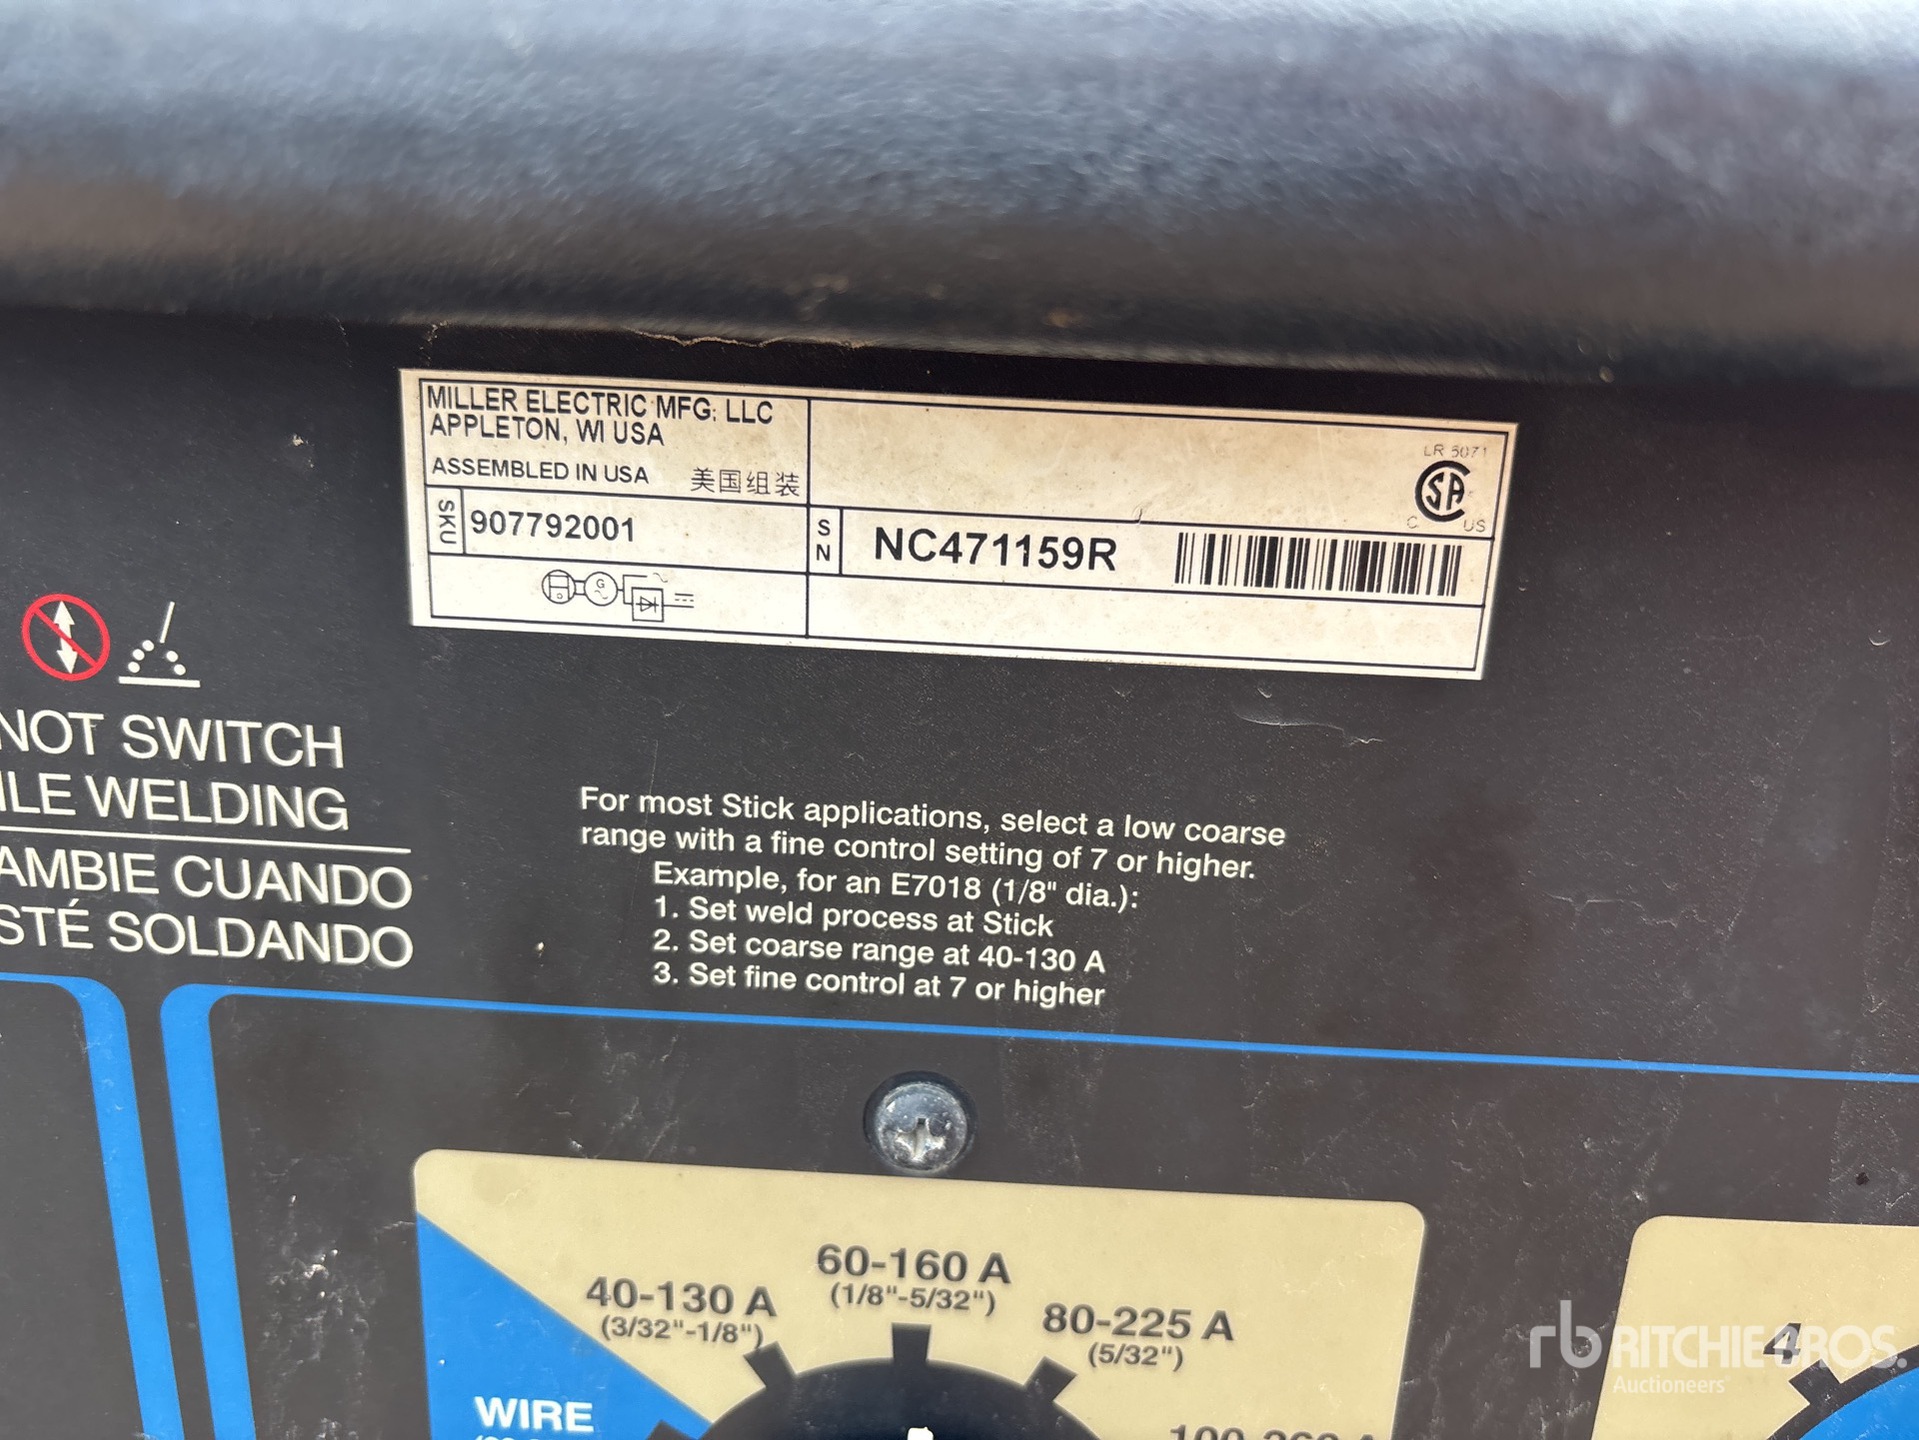 MILLER ELECTRIC MFG. LLC
APPLETON, WI USA
ASSEMBLED IN USA 美国组装
LR 5071
CSA
C US
SKU 907792001
SN NC471159R
G
NOT SWITCH
WELDING
CUANDO
SOLDANDO
For most Stick applications, select a low coarse
range with a fine control setting of 7 or higher.
Example, for an E7018 (1/8" dia.):
1. Set weld process at Stick
2. Set coarse range at 40-130 A
3. Set fine control at 7 or higher
60-160 A
(1/8"-5/32")
40-130 A
(3/32"-1/8")
80-225 A
(5/32")
WIRE
4
rb RITCHIE BROS.
Auctioneers